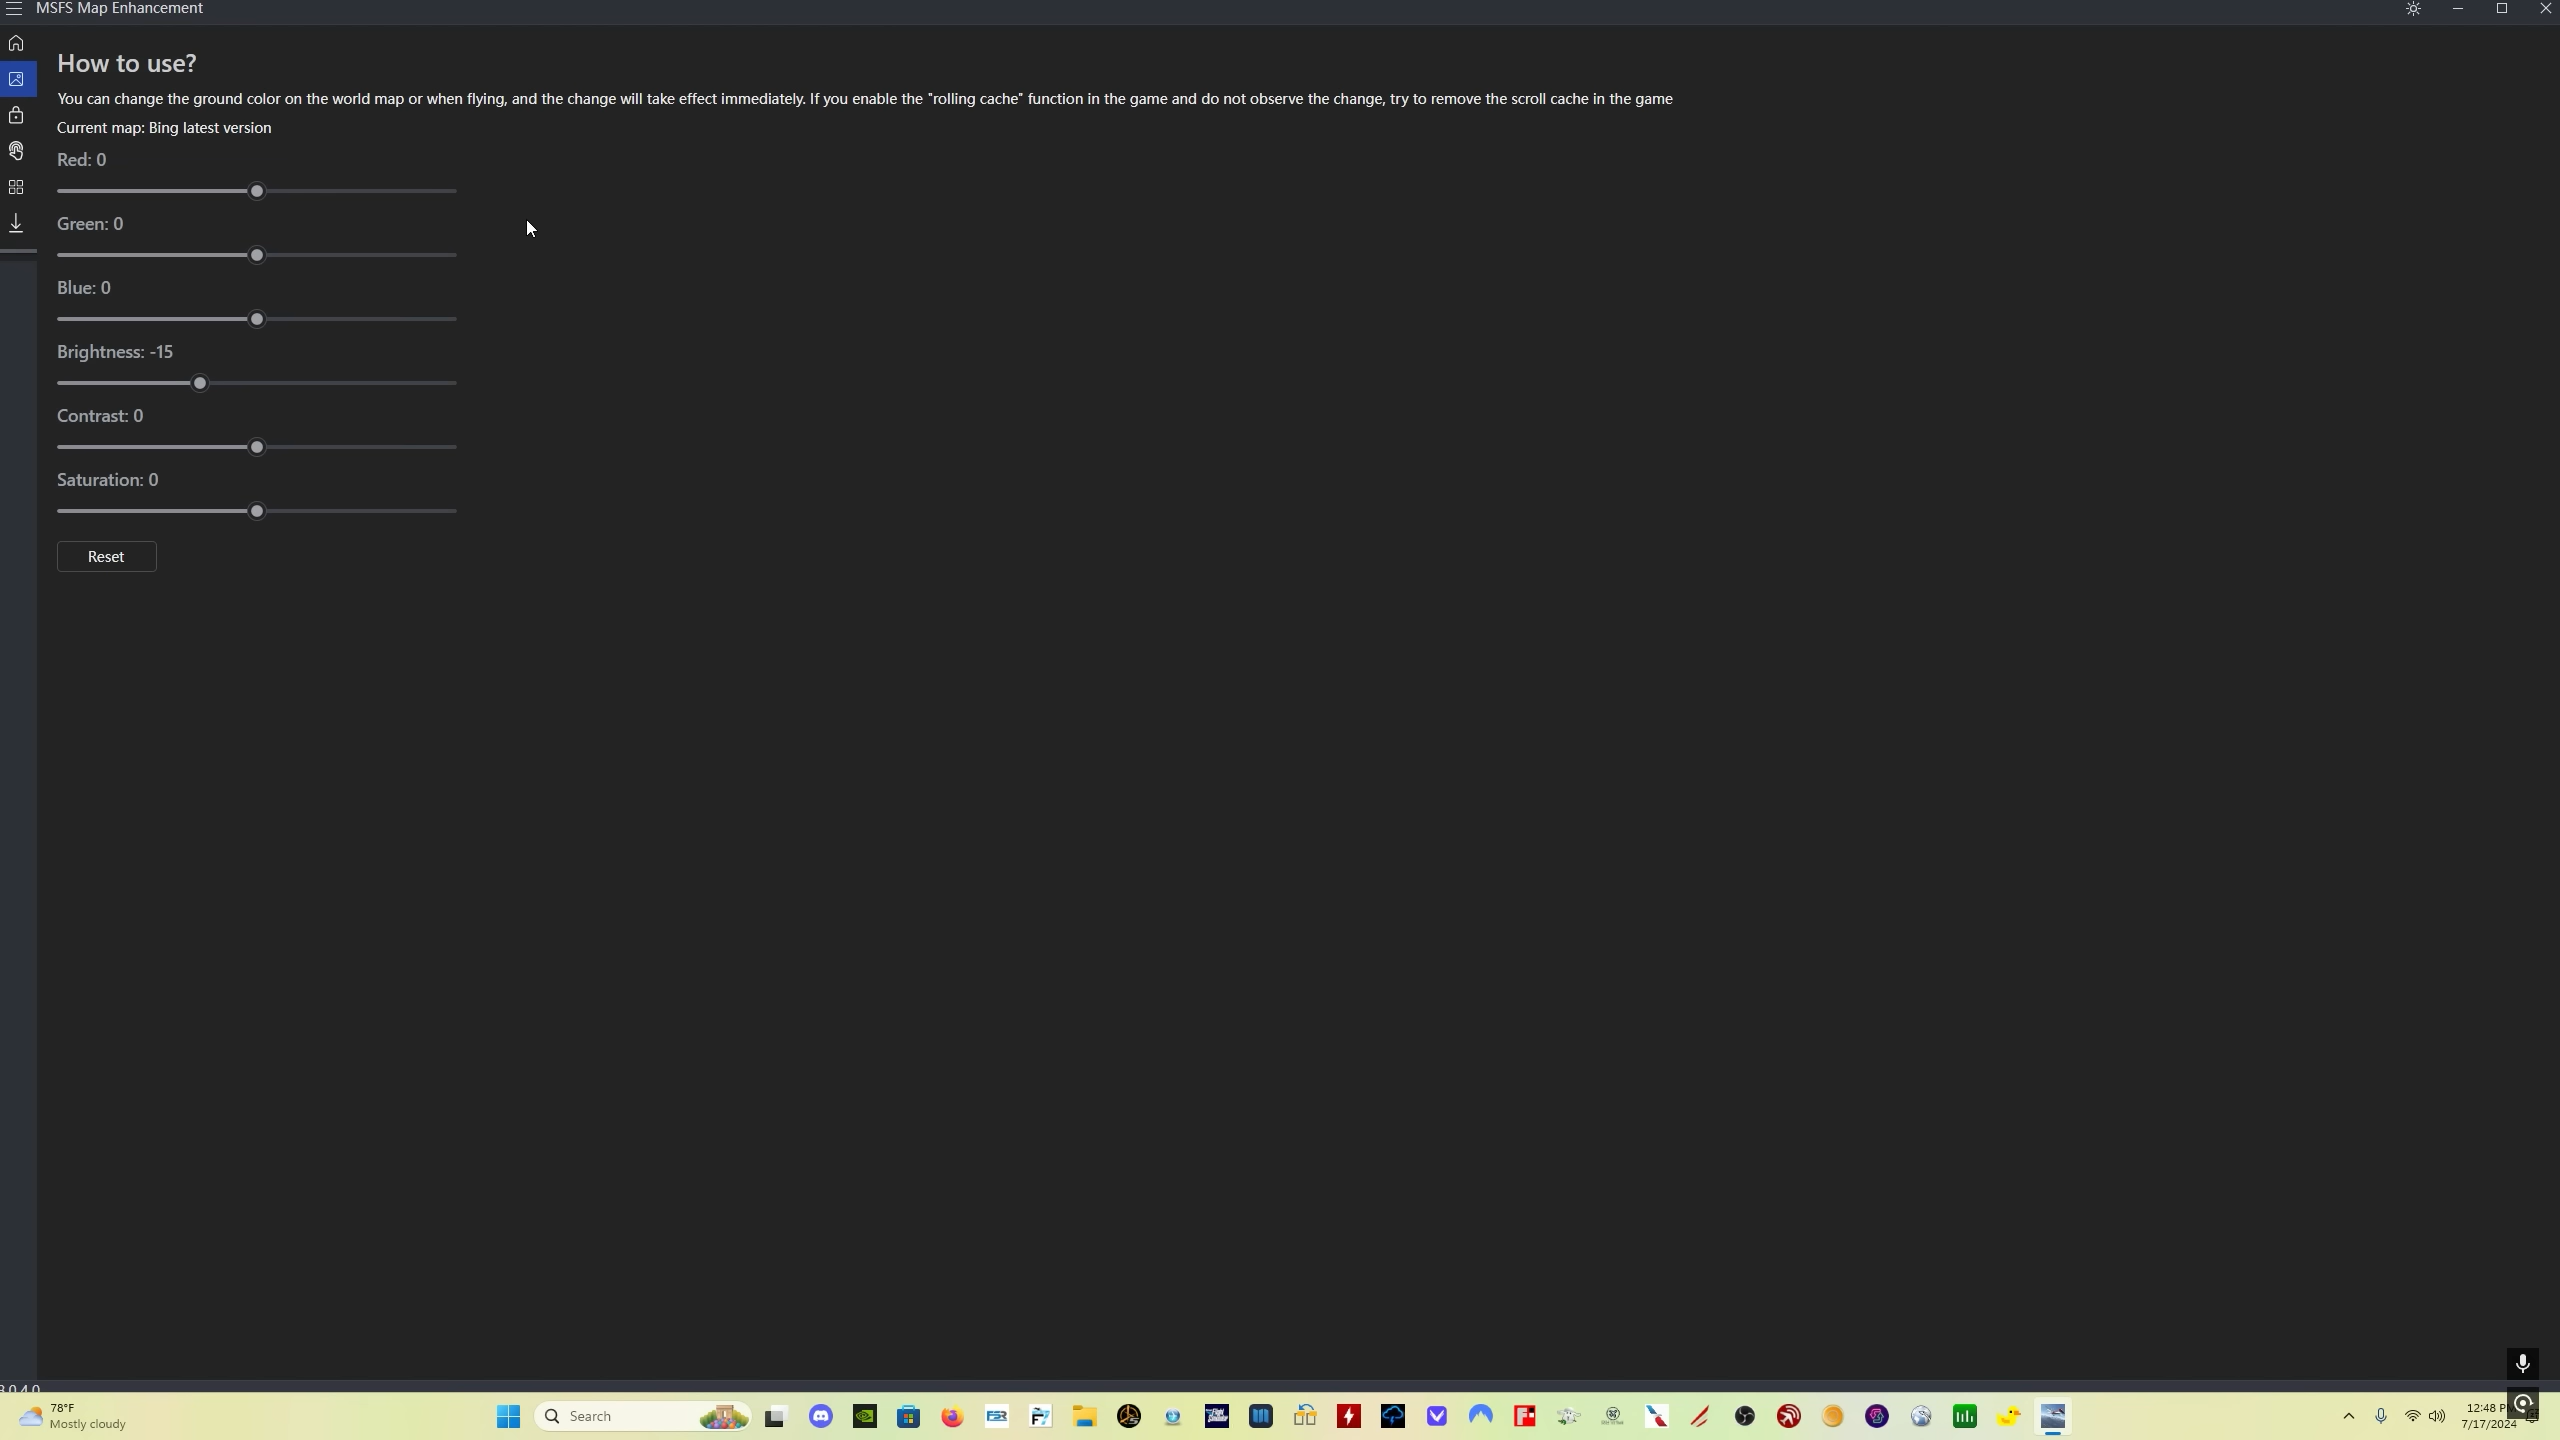 MSFS Map Enhancement
How to use?
You can change the ground color on the world map or when flying, and the change will take effect immediately. If you enable the "rolling cache" function in the game and do not observe the change, try to remove the scroll cache in the game
Current map: Bing latest version
Red: 0
Green: 0
Blue: 0
Brightness: -15
Contrast: 0
Saturation: 0
Reset
78°F
Mostly cloudy
Search
FSR
12:48 P
7/17/2024